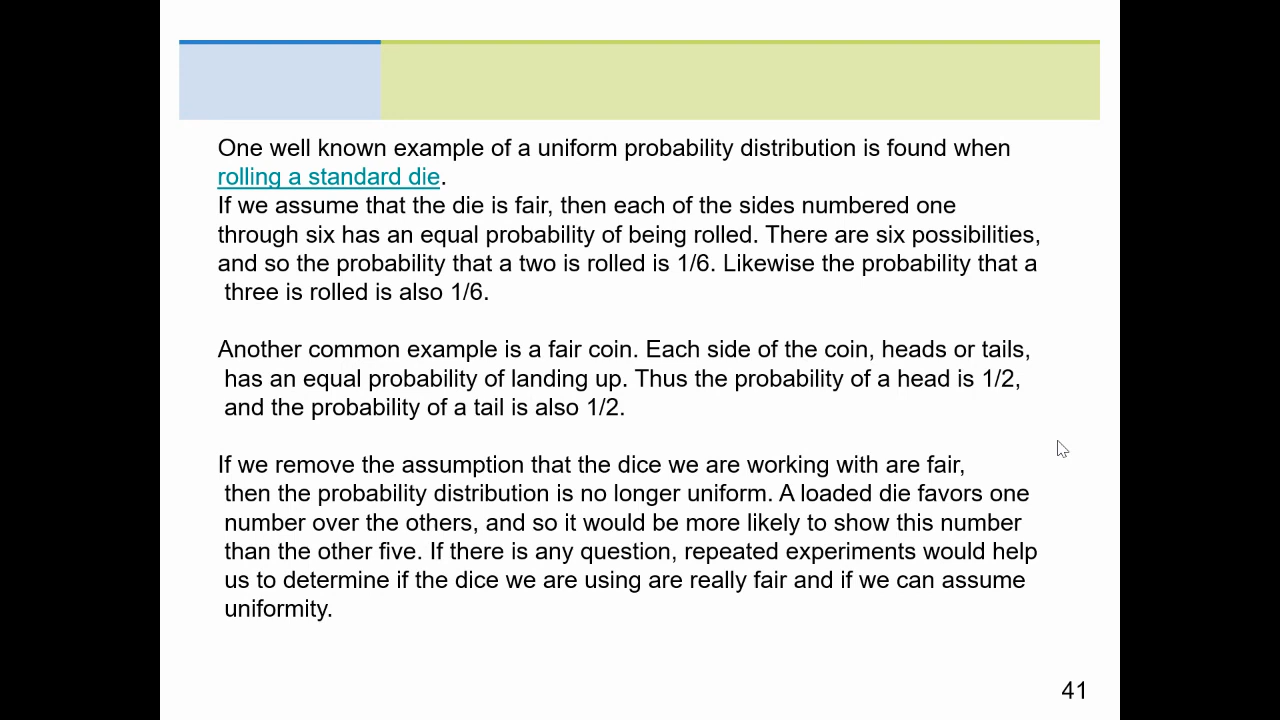 One well known example of a uniform probability distribution is found when
rolling a standard die.
If we assume that the die is fair, then each of the sides numbered one
through six has an equal probability of being rolled. There are six possibilities,
and so the probability that a two is rolled is 1/6. Likewise the probability that a
three is rolled is also 1/6.
Another common example is a fair coin. Each side of the coin, heads or tails,
has an equal probability of landing up. Thus the probability of a head is 1/2,
and the probability of a tail is also 1/2.
If we remove the assumption that the dice we are working with are fair,
then the probability distribution is no longer uniform. A loaded die favors one
number over the others, and so it would be more likely to show this number
than the other five. If there is any question, repeated experiments would help
us to determine if the dice we are using are really fair and if we can assume
uniformity.
41